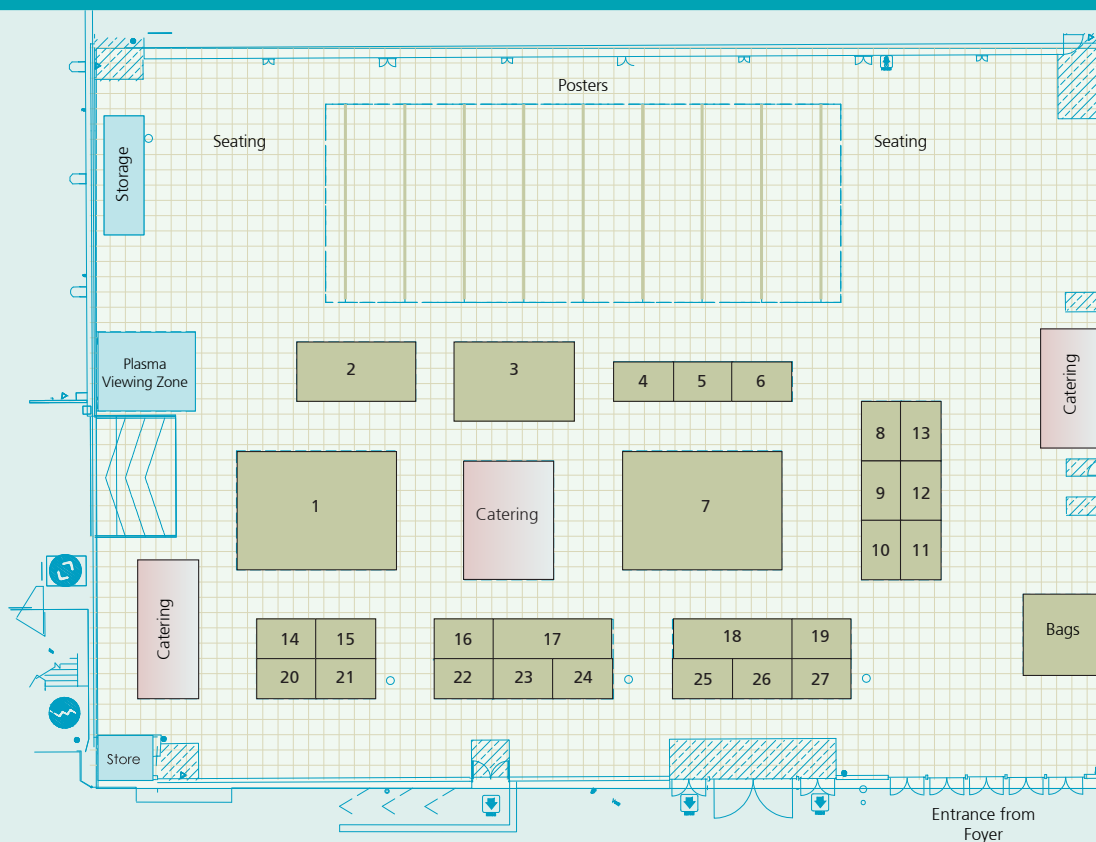 Posters
Seating
Seating
Storage
Plasma
Viewing Zone
2
3
4
5
6
Catering
8
13
1
Catering
7
9
12
10
11
Catering
14
15
16
17
18
19
Bags
20
21
22
23
24
25
26
27
Store
Entrance from
Foyer